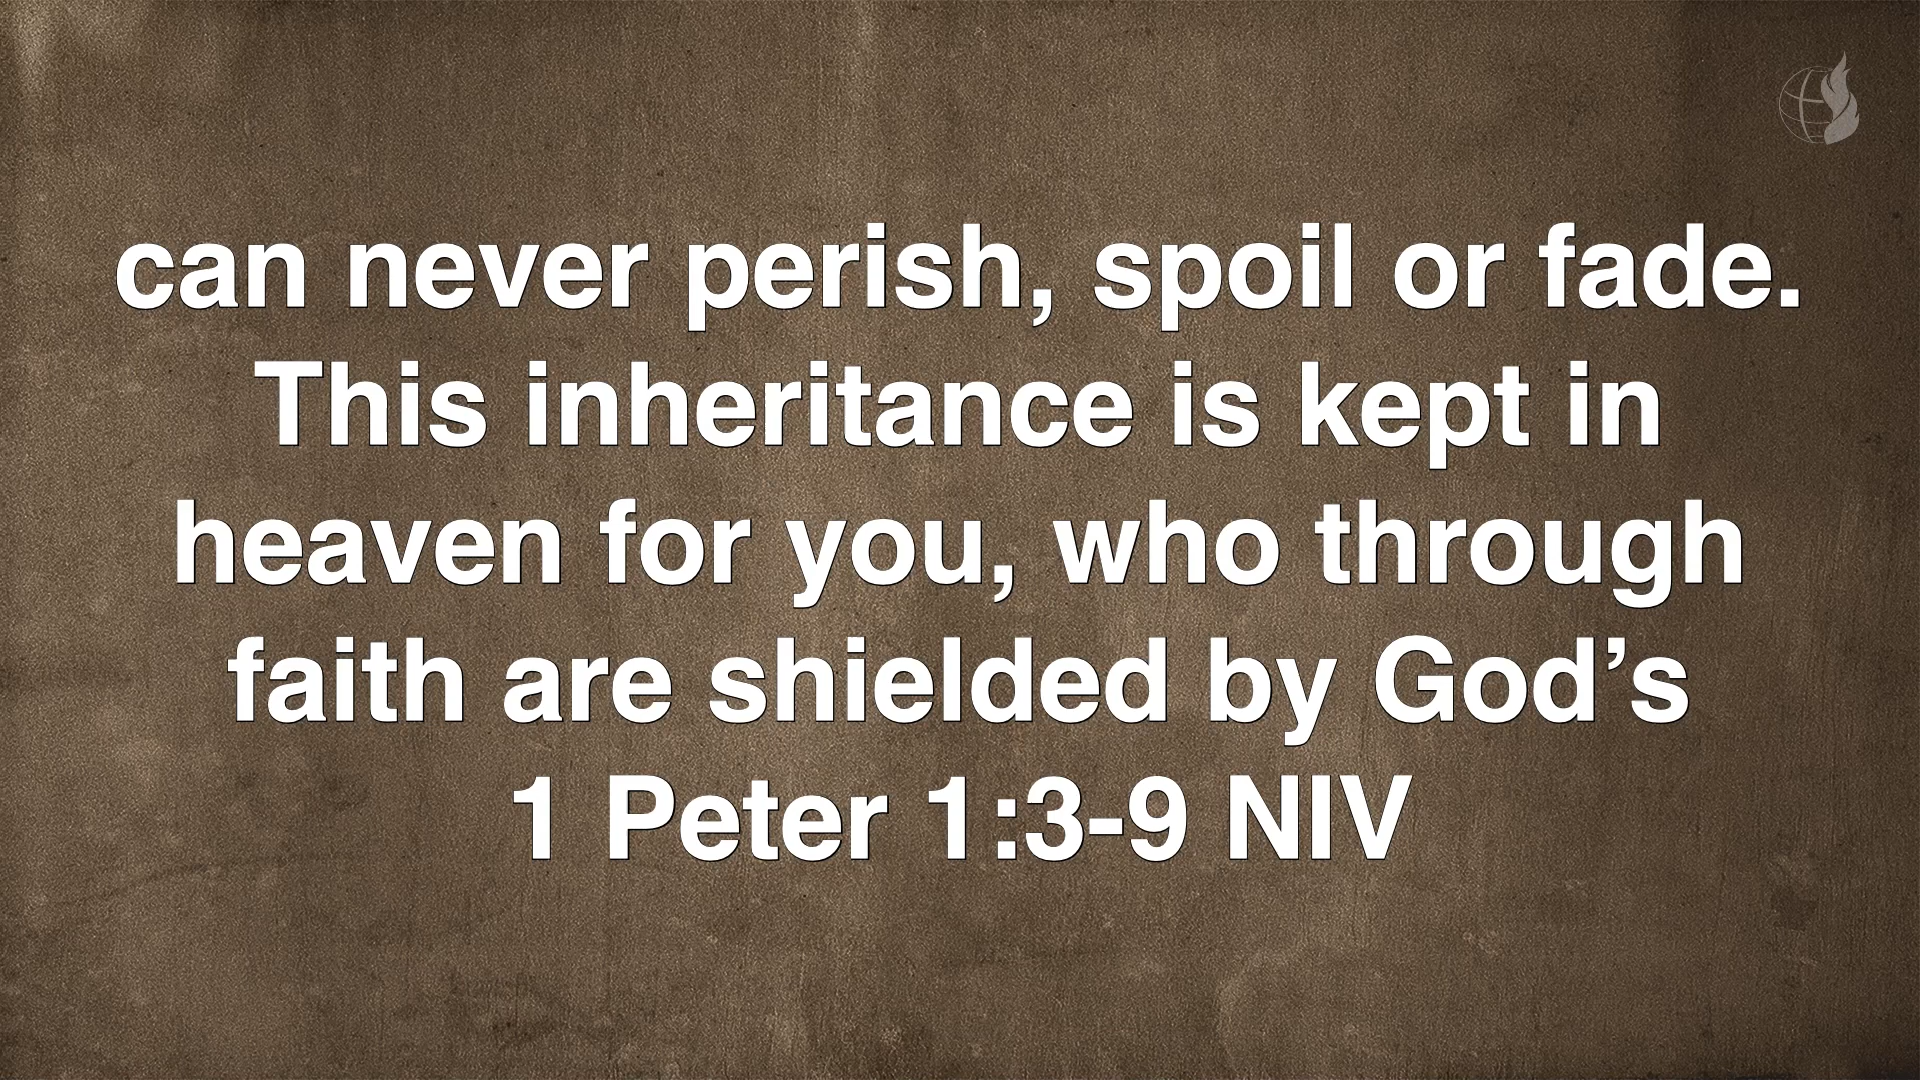 can never perish, spoil or fade.
This inheritance is kept in
heaven for you, who through
faith are shielded by God’s
1 Peter 1:3-9 NIV